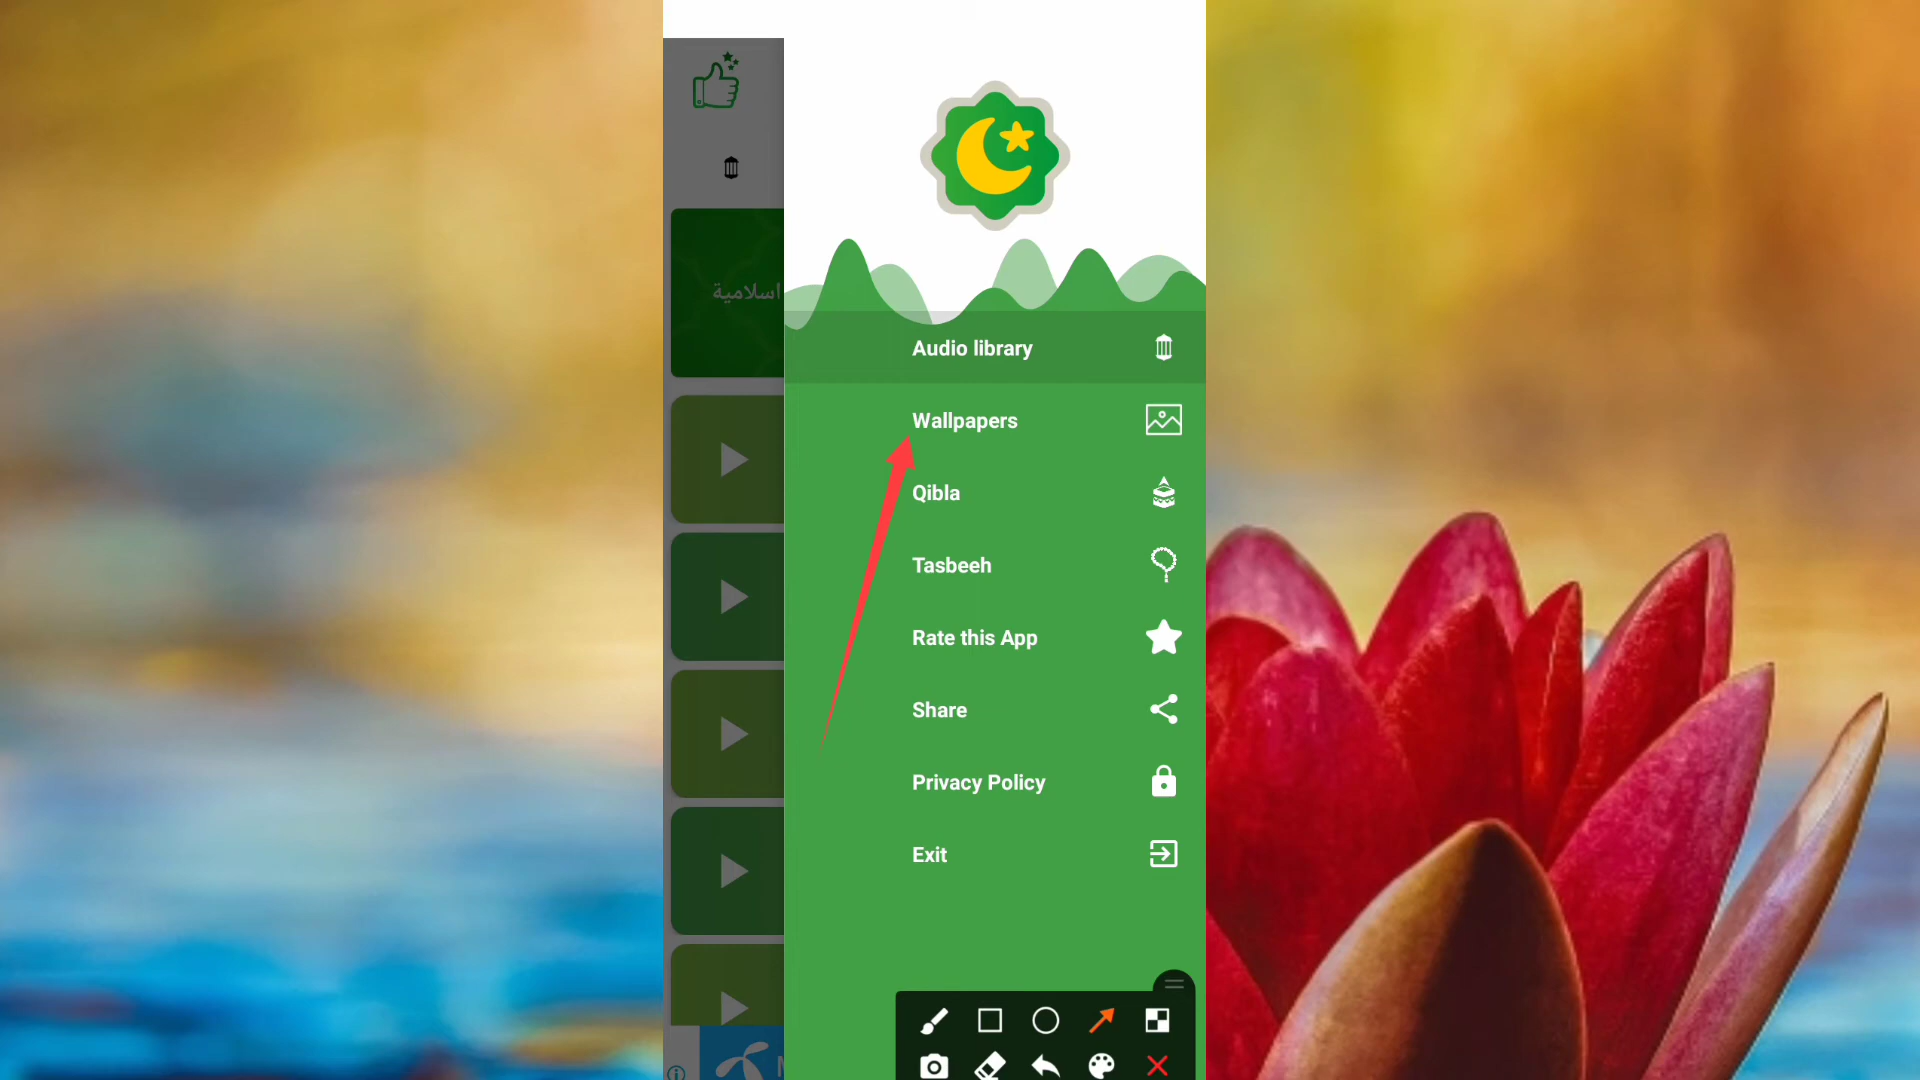 اسلامية
Audio library
Wallpapers
Qibla
Tasbeeh
Rate this App
Share
Privacy Policy
Exit